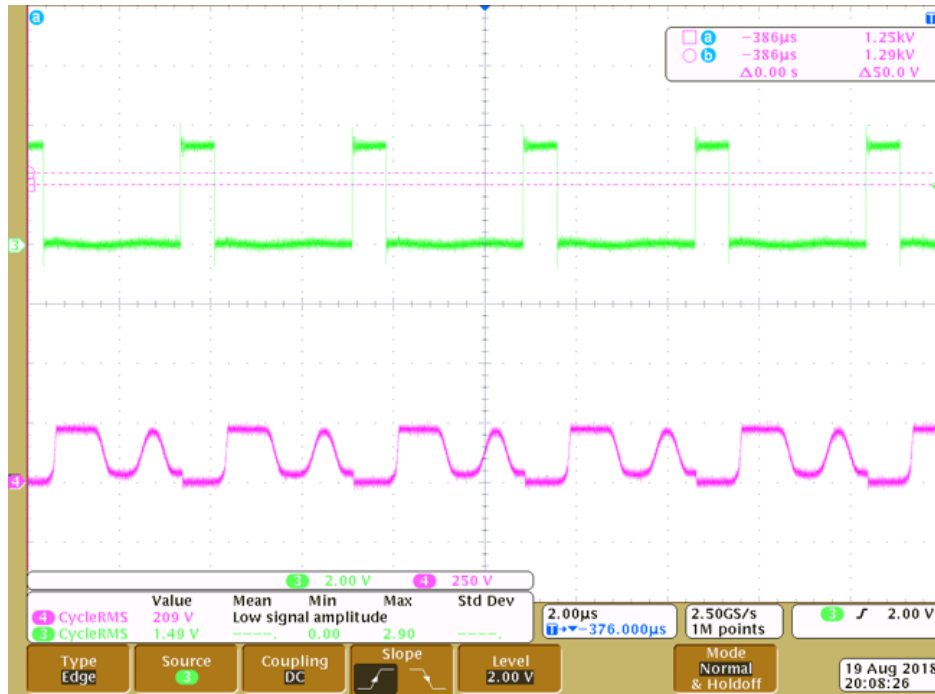 a
T
a -386µs 1.25kV
b -386µs 1.29kV
Δ0.00 s Δ50.0 V
3
4
3 2.00 V 4 250 V
Value Mean Min Max Std Dev
4 CycleRMS 209 V Low signal amplitude
3 CycleRMS 1.49 V ----. 0.00 2.90 ----.
2.00µs
T→▼-376.000µs
2.50GS/s
1M points
3 2.00 V
Type
Edge
Source
3
Coupling
DC
Slope
Level
2.00 V
Mode
Normal
& Holdoff
19 Aug 2018
20:08:26